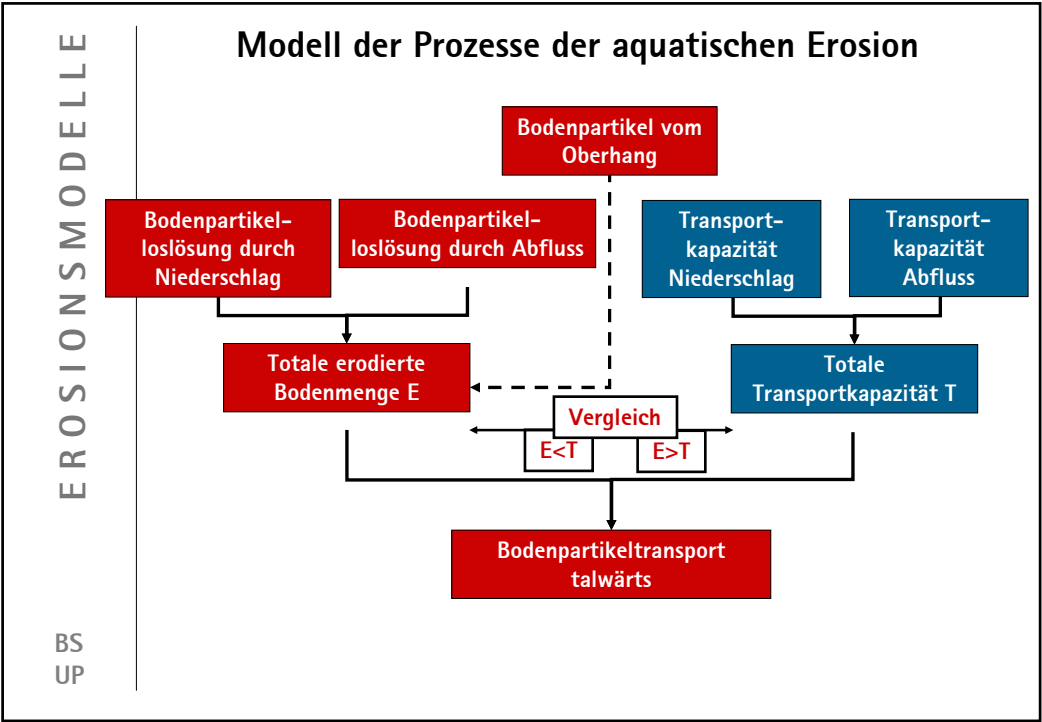 Modell der Prozesse der aquatischen Erosion
EROSIONSMODELLE
Bodenpartikel vom
Oberhang
Bodenpartikel-
loslösung durch
Niederschlag
Bodenpartikel-
loslösung durch Abfluss
Transport-
kapazität
Niederschlag
Transport-
kapazität
Abfluss
Totale erodierte
Bodenmenge E
Totale
Transportkapazität T
Vergleich
E<T
E>T
Bodenpartikeltransport
talwärts
BS
UP